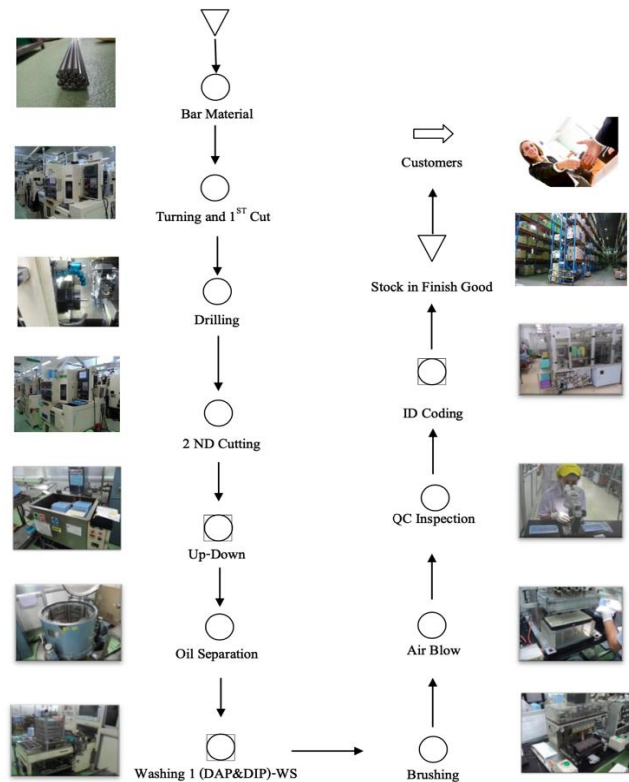 Bar Material
Turning and 1ST Cut
Drilling
2 ND Cutting
Up-Down
Oil Separation
Washing 1 (DAP&DIP)-WS
Customers
Stock in Finish Good
ID Coding
QC Inspection
Air Blow
Brushing